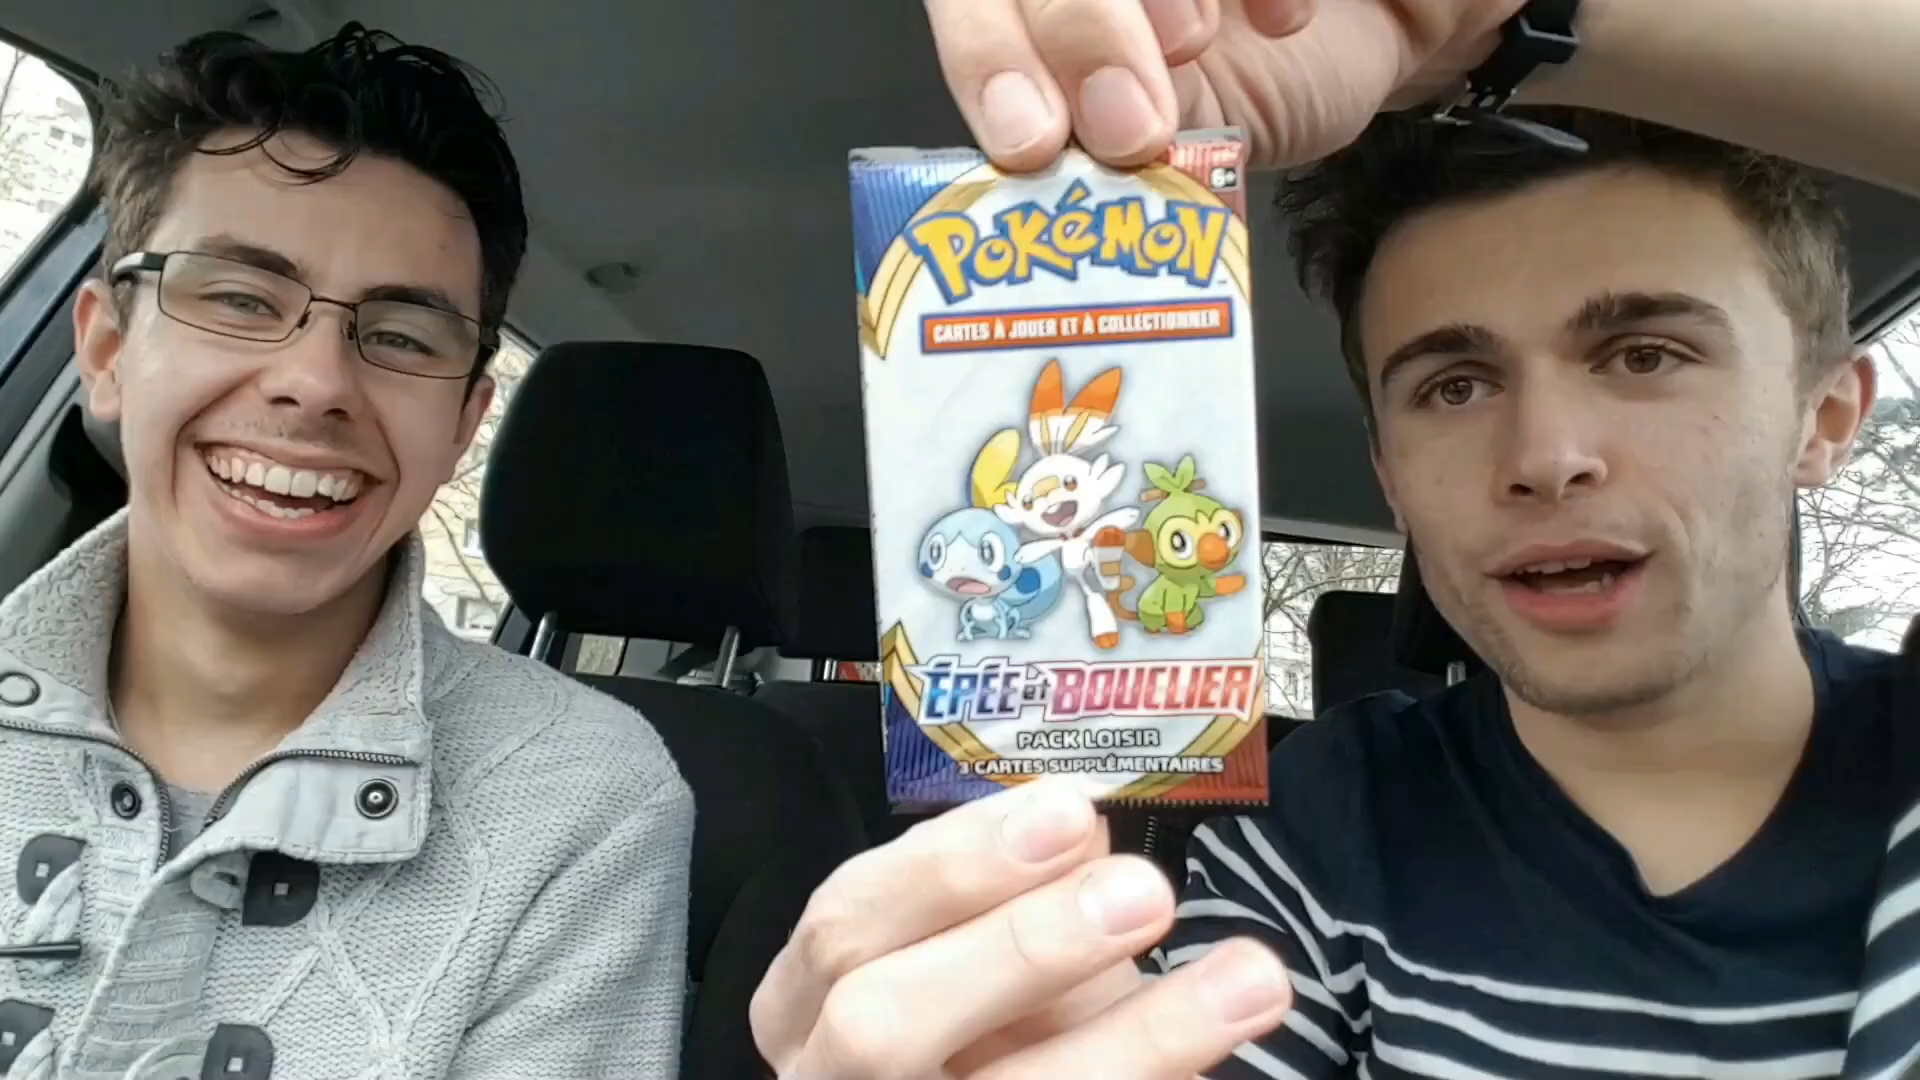 6+
POKÉMON
CARTES À JOUER ET À COLLECTIONNER
ÉPÉE et BOUCLIER
PACK LOISIR
3 CARTES SUPPLÉMENTAIRES